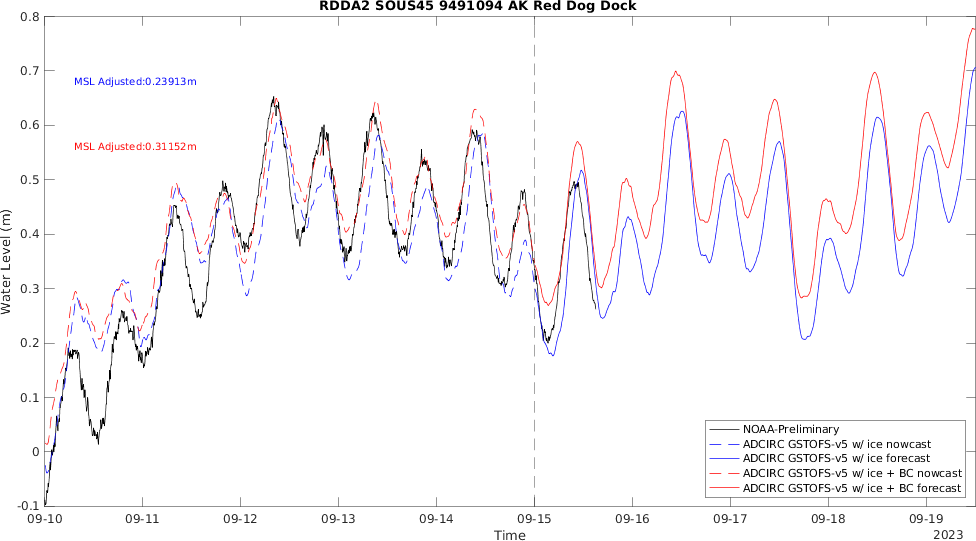 RDDA2 SOUS45 9491094 AK Red Dog Dock
0.8
0.7
0.6
0.5
0.4
0.3
0.2
0.1
0
-0.1
Water Level (m)
MSL Adjusted:0.23913m
MSL Adjusted:0.31152m
NOAA-Preliminary
ADCIRC GSTOFS-v5 w/ ice nowcast
ADCIRC GSTOFS-v5 w/ ice forecast
ADCIRC GSTOFS-v5 w/ ice + BC nowcast
ADCIRC GSTOFS-v5 w/ ice + BC forecast
09-10 09-11 09-12 09-13 09-14 09-15 09-16 09-17 09-18 09-19
Time
2023